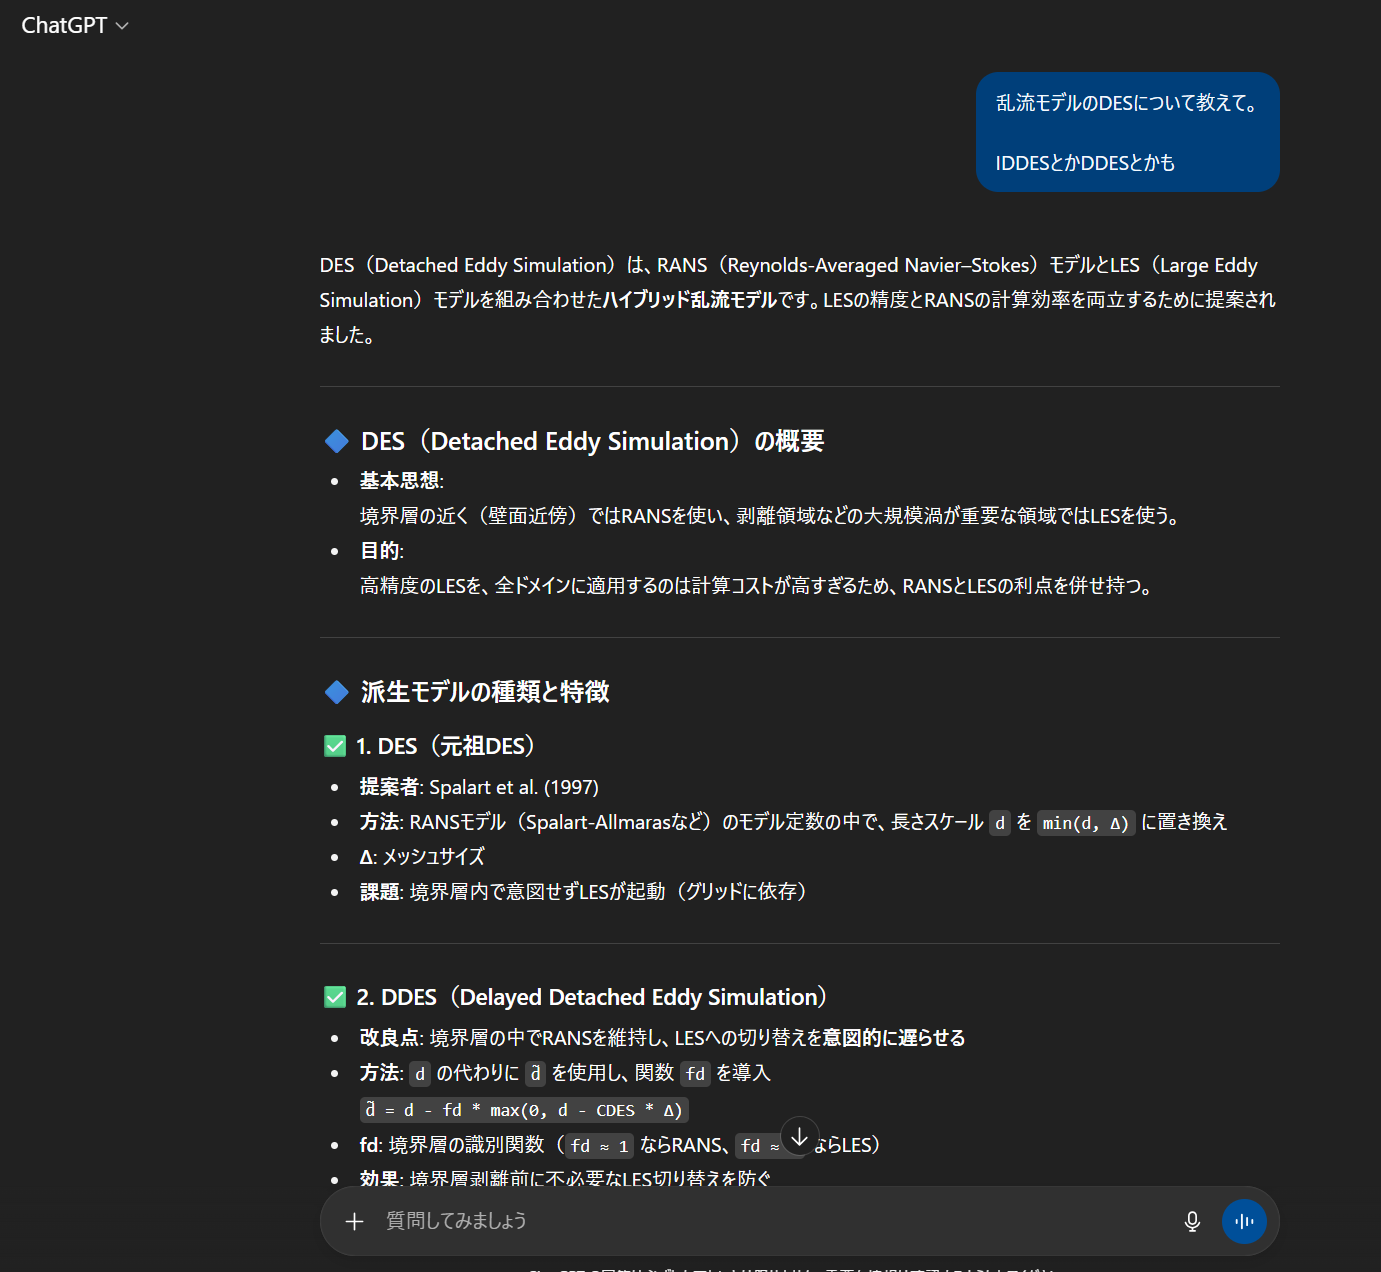 ChatGPT
乱流モデルのDESについて教えて。
IDDESとかDDESとかも
DES（Detached Eddy Simulation）は、RANS（Reynolds-Averaged Navier–Stokes）モデルとLES（Large Eddy
Simulation）モデルを組み合わせたハイブリッド乱流モデルです。LESの精度とRANSの計算効率を両立するために提案され
ました。
🔷 DES（Detached Eddy Simulation）の概要
• 基本思想:
境界層の近く（壁面近傍）ではRANSを使い、剥離領域などの大規模渦が重要な領域ではLESを使う。
• 目的:
高精度のLESを、全ドメインに適用するのは計算コストが高すぎるため、RANSとLESの利点を併せ持つ。
🔷 派生モデルの種類と特徴
✅ 1. DES（元祖DES）
• 提案者: Spalart et al. (1997)
• 方法: RANSモデル（Spalart-Allmarasなど）のモデル定数の中で、長さスケール d を min(d, Δ) に置き換え
• Δ: メッシュサイズ
• 課題: 境界層内で意図せずLESが起動（グリッドに依存）
✅ 2. DDES（Delayed Detached Eddy Simulation）
• 改良点: 境界層の中でRANSを維持し、LESへの切り替えを意図的に遅らせる
• 方法: d の代わりに d̃ を使用し、関数 fd を導入
d̃ = d - fd * max(0, d - CDES * Δ)
• fd: 境界層の識別関数（fd ≈ 1 ならRANS、fd ≈ ならLES）
• 効果: 境界層剥離前に不必要なLES切り替えを防ぐ
質問してみましょう